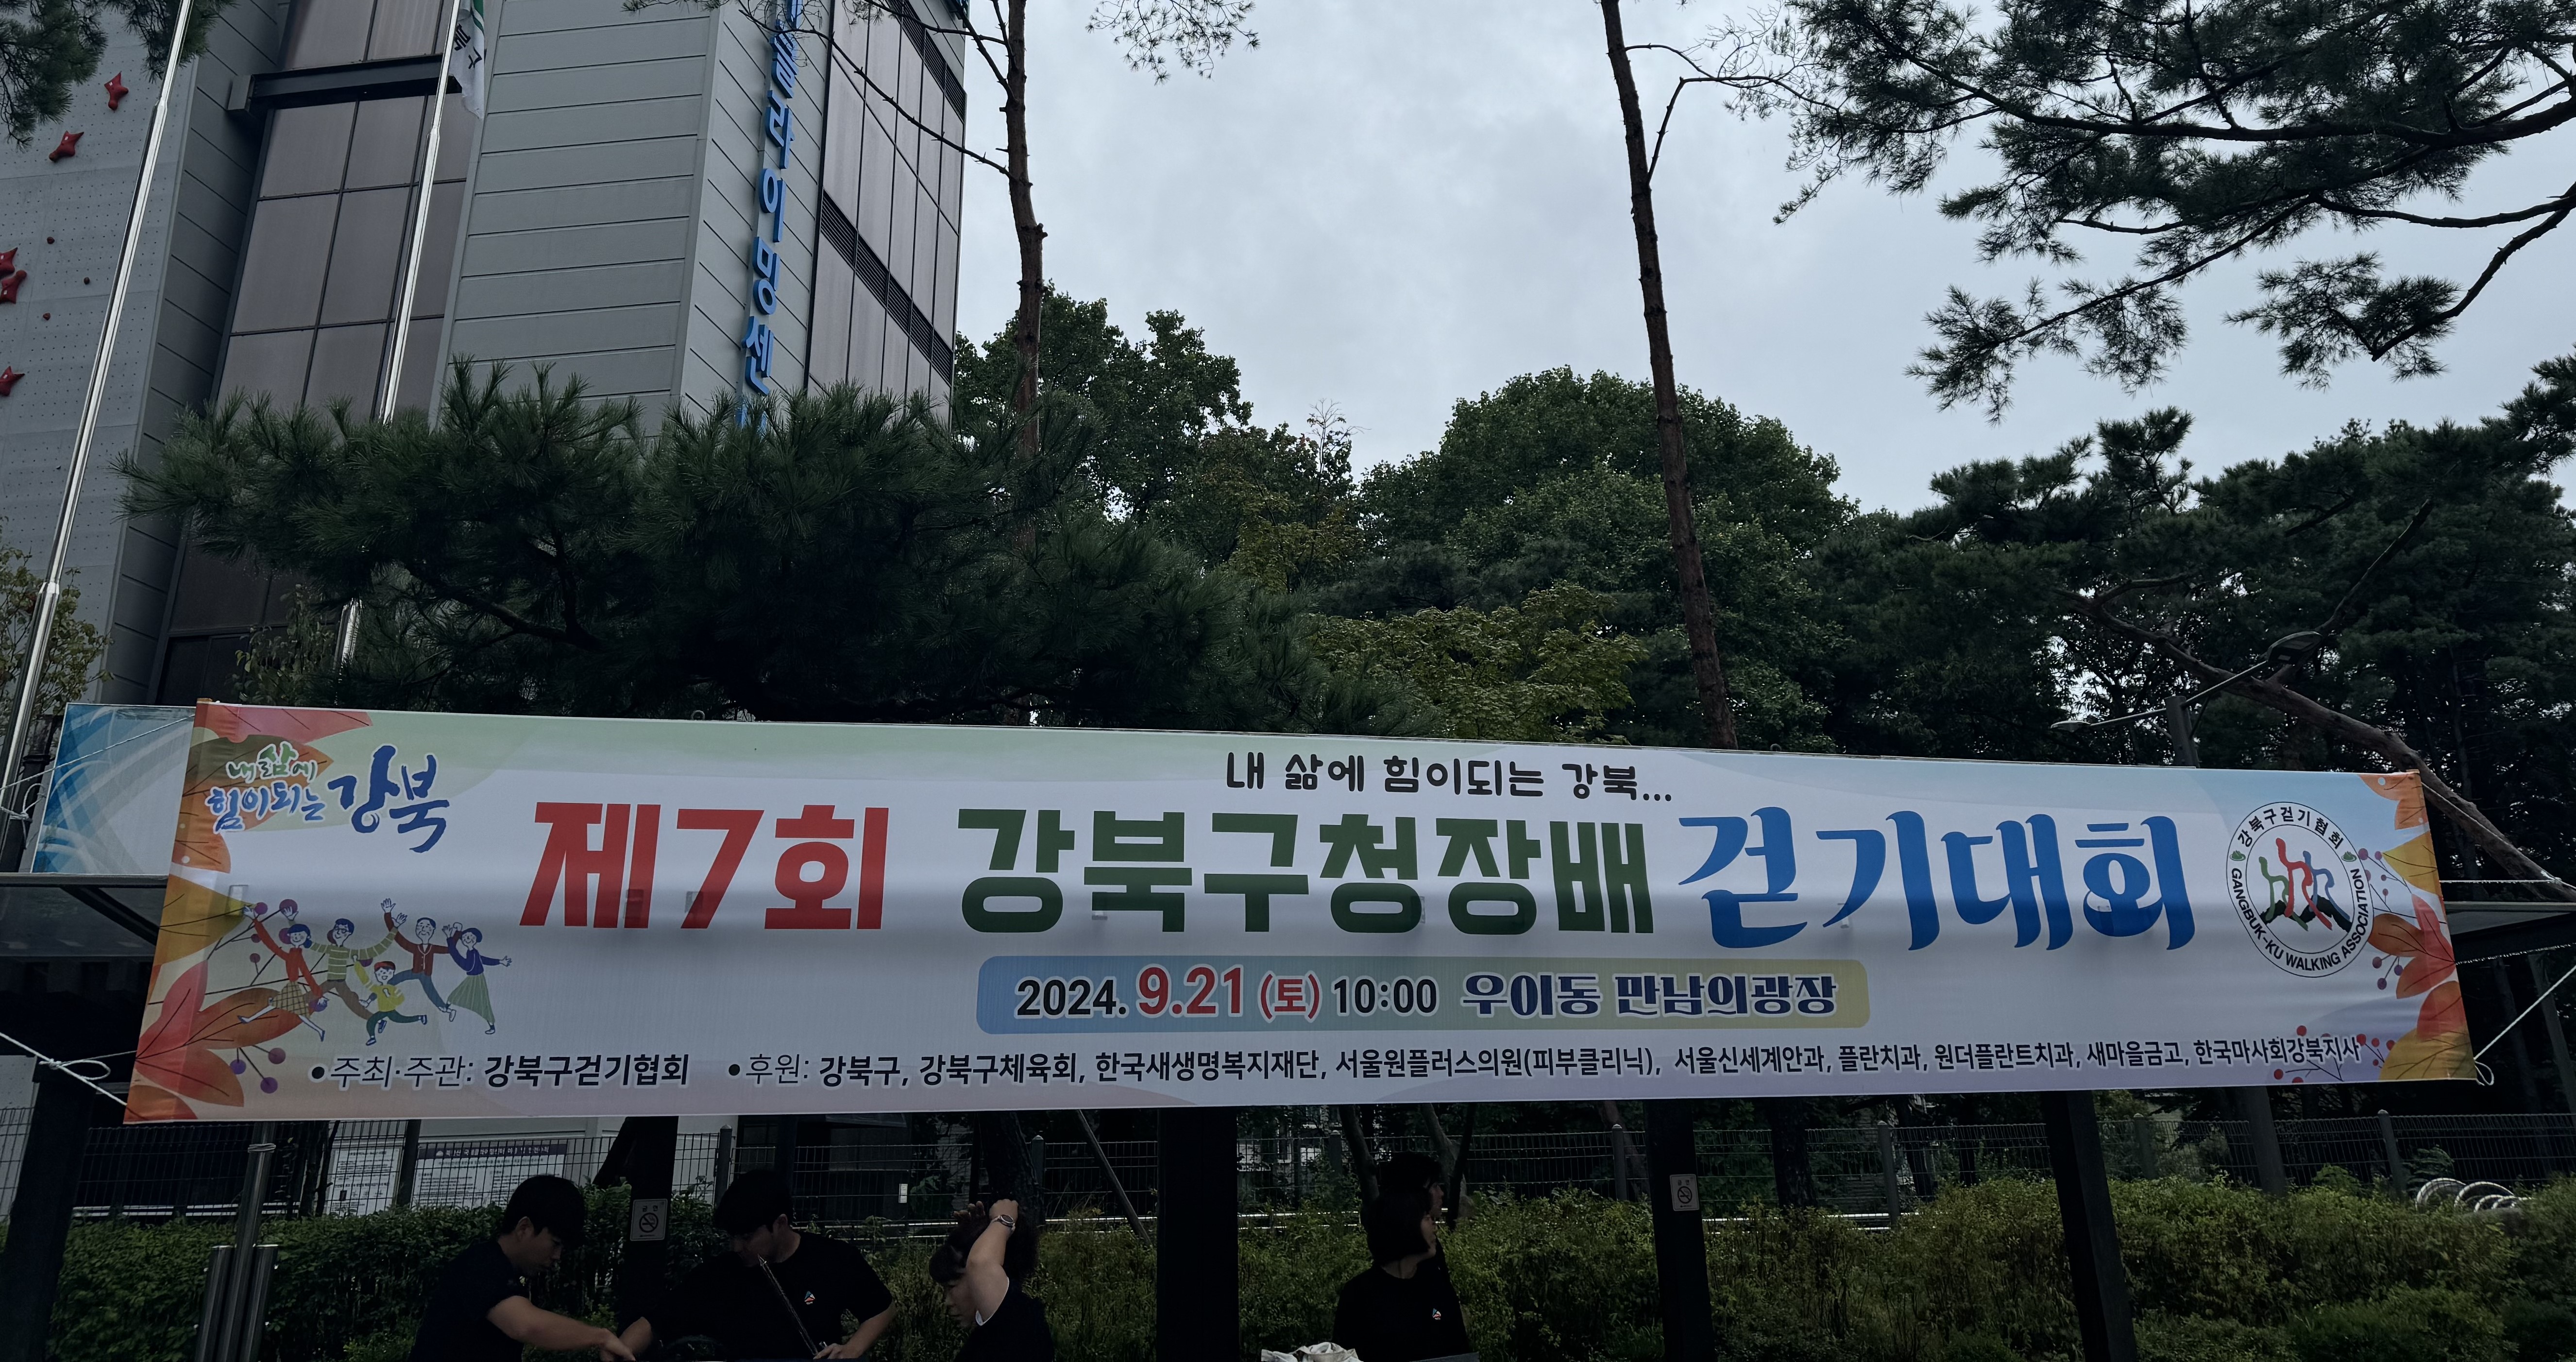 클라이밍센
내 삶에
힘이되는 강북
내 삶에 힘이되는 강북...
제7회 강북구청장배 걷기대회
2024. 9.21 (토) 10:00 우이동 만남의광장
•주최·주관: 강북구걷기협회 •후원: 강북구, 강북구체육회, 한국새생명복지재단, 서울원플러스의원(피부클리닉), 서울신세계안과, 플란치과, 원더플란트치과, 새마을금고, 한국마사회강북지사
강북구걷기협회
GANGBUK-KU WALKING ASSOCIATION